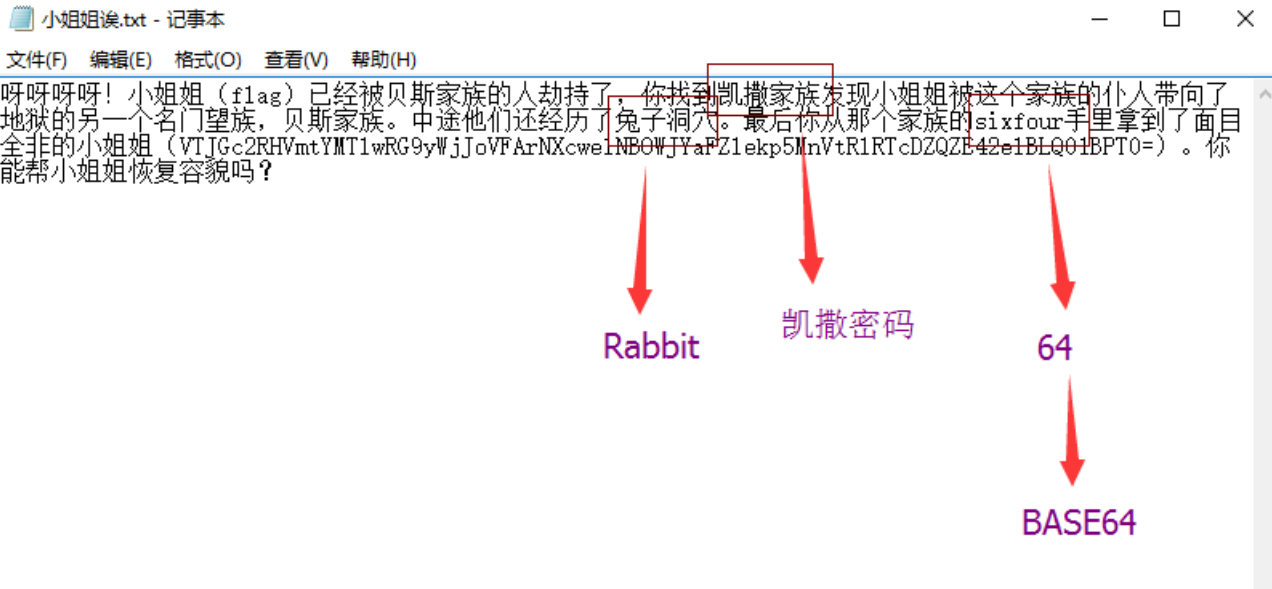 小姐姐诶.txt - 记事本
文件(F) 编辑(E) 格式(O) 查看(V) 帮助(H)
呀呀呀呀！小姐姐（flag）已经被贝斯家族的人劫持了，你找到凯撒家族发现小姐姐被这个家族的仆人带向了
地狱的另一个名门望族，贝斯家族。中途他们还经历了兔子洞穴。最后你从那个家族的sixfour手里拿到了面目
全非的小姐姐（）。你
能帮小姐姐恢复容貌吗？
Rabbit
凯撒密码
64
BASE64